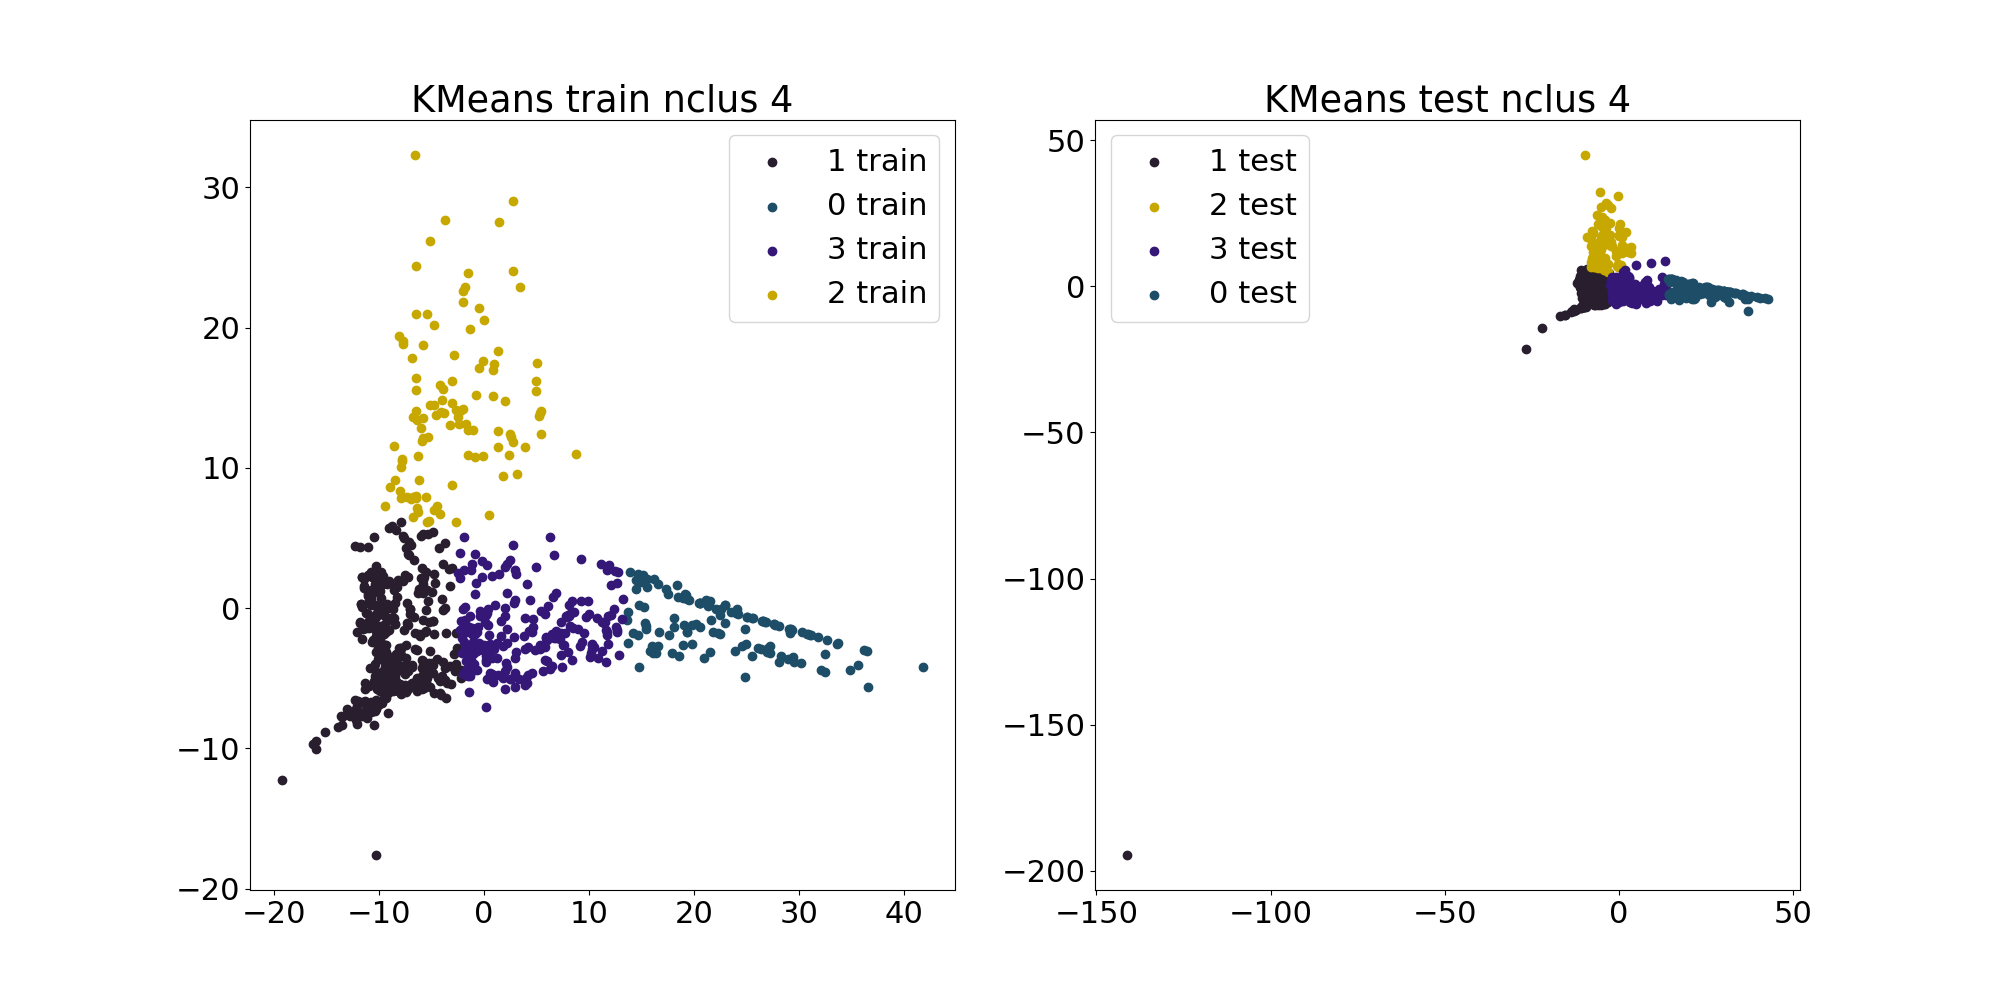 KMeans train nclus 4
1 train
0 train
3 train
2 train
30
20
10
0
−10
−20
−20 −10 0 10 20 30 40
KMeans test nclus 4
1 test
2 test
3 test
0 test
50
0
−50
−100
−150
−200
−150 −100 −50 0 50